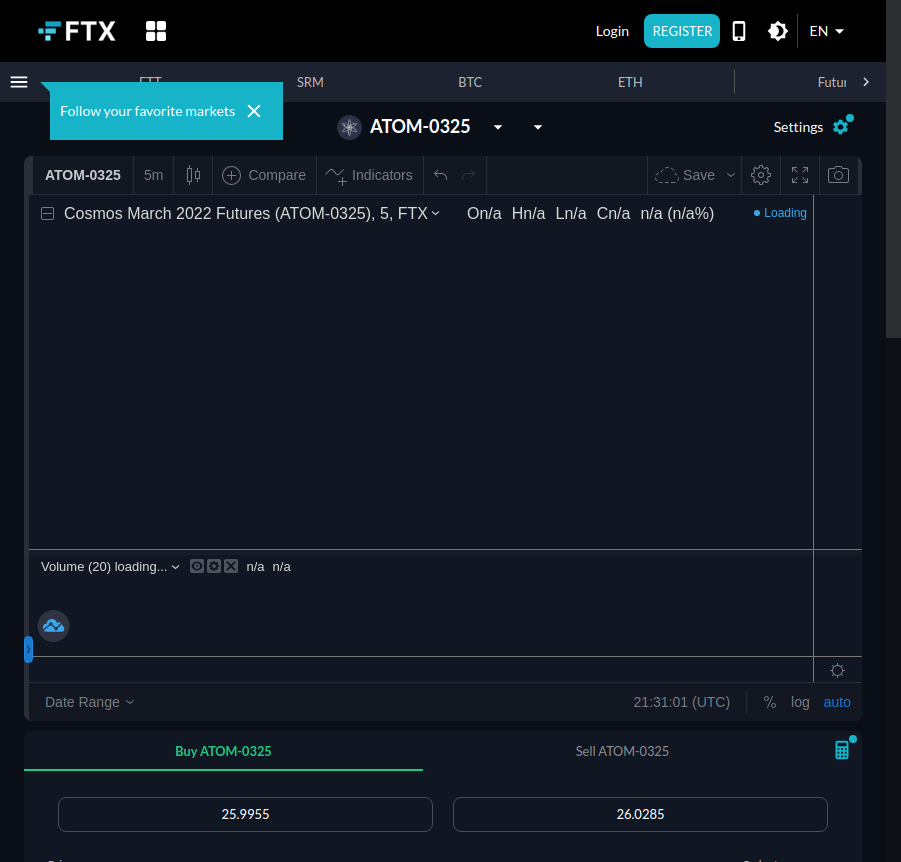 FTX
Login
REGISTER
EN
FTT
SRM
BTC
ETH
Futur
Follow your favorite markets
ATOM-0325
Settings
ATOM-0325
5m
Compare
Indicators
Save
Cosmos March 2022 Futures (ATOM-0325), 5, FTX
On/a Hn/a Ln/a Cn/a n/a (n/a%)
Loading
Volume (20) loading...
n/a n/a
Date Range
21:31:01 (UTC)
%
log
auto
Buy ATOM-0325
Sell ATOM-0325
25.9955
26.0285